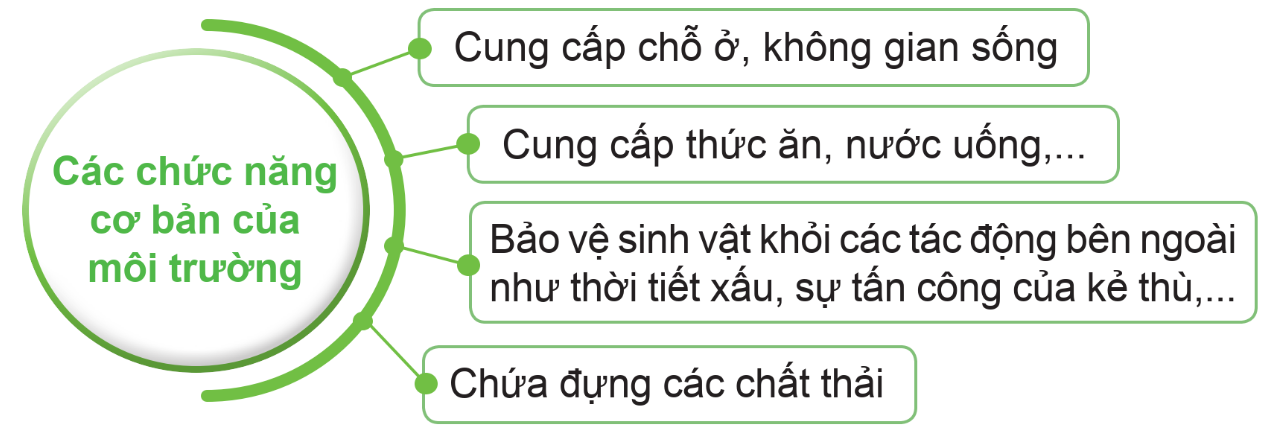 Các chức năng
cơ bản của
môi trường
Cung cấp chỗ ở, không gian sống
Cung cấp thức ăn, nước uống,...
Bảo vệ sinh vật khỏi các tác động bên ngoài
như thời tiết xấu, sự tấn công của kẻ thù,...
Chứa đựng các chất thải